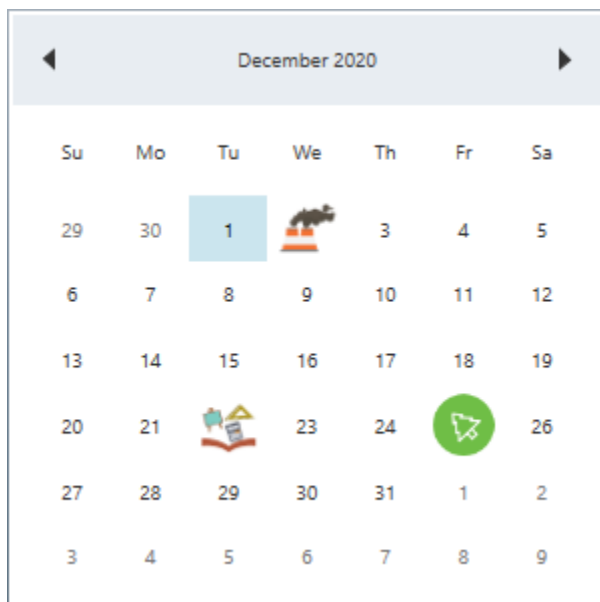 December 2020
Su Mo Tu We Th Fr Sa
29 30 1 3 4 5
6 7 8 9 10 11 12
13 14 15 16 17 18 19
20 21 23 24 26
27 28 29 30 31 1 2
3 4 5 6 7 8 9